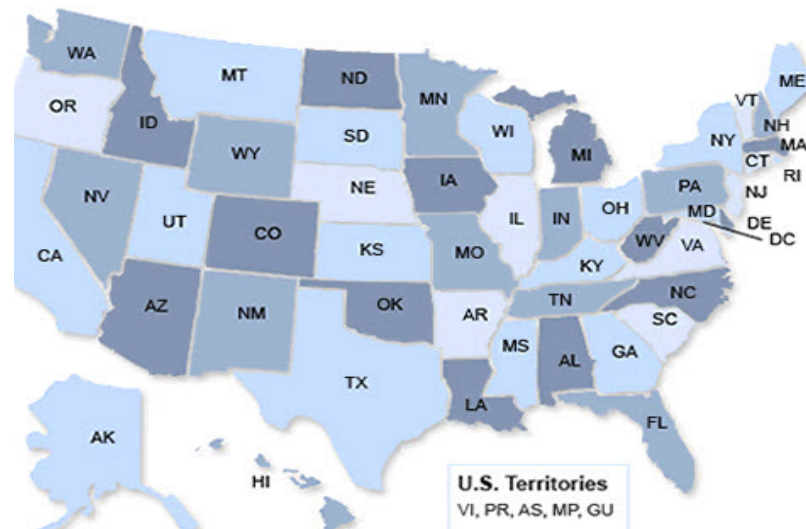 WA
MT
ND
MN
ME
VT
OR
ID
SD
WI
NY
NH
MA
MI
CT
RI
WY
IA
PA
NJ
NE
NV
IL
IN
OH
MD
DE
UT
CO
WV
DC
VA
CA
KS
MO
KY
AZ
NM
OK
TN
NC
AR
SC
MS
AL
GA
TX
LA
FL
AK
HI
U.S. Territories
VI, PR, AS, MP, GU